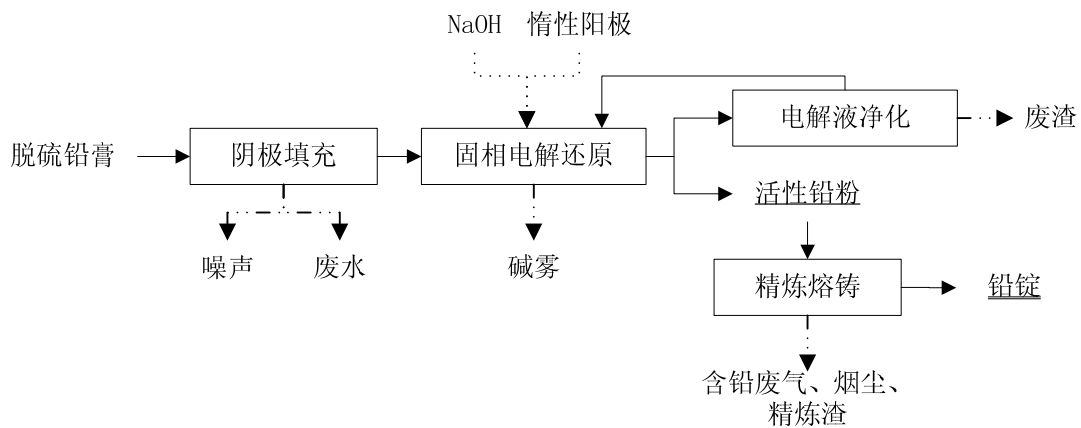 NaOH 惰性阳极
电解液净化
废渣
脱硫铅膏
阴极填充
固相电解还原
活性铅粉
噪声
废水
碱雾
精炼熔铸
铅锭
含铅废气、烟尘、
精炼渣